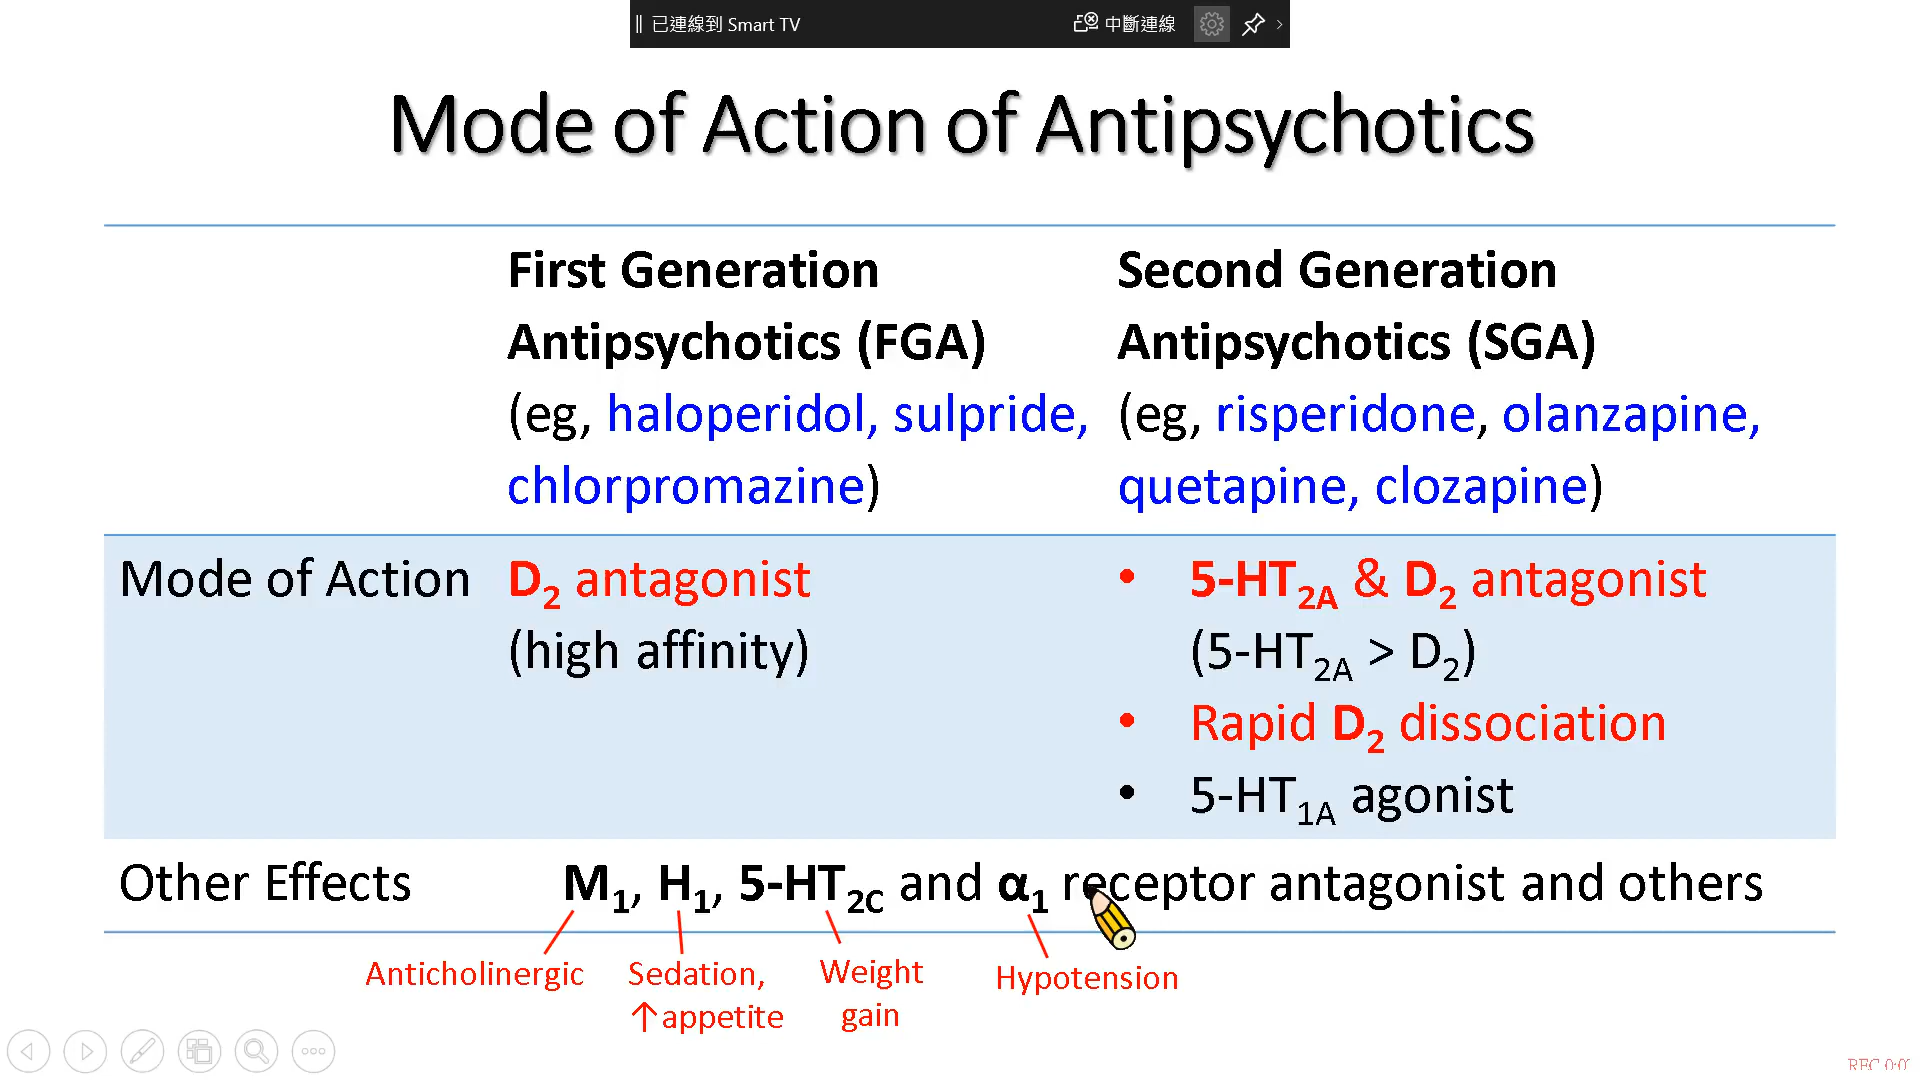 已連線到 Smart TV
中斷連線
Mode of Action of Antipsychotics
First Generation
Antipsychotics (FGA)
(eg, haloperidol, sulpride,
chlorpromazine)
Second Generation
Antipsychotics (SGA)
(eg, risperidone, olanzapine,
quetapine, clozapine)
Mode of Action
D2 antagonist
(high affinity)
• 5-HT2A & D2 antagonist
(5-HT2A > D2)
• Rapid D2 dissociation
• 5-HT1A agonist
Other Effects
M1, H1, 5-HT2C and α1 receptor antagonist and others
Anticholinergic
Sedation,
↑appetite
Weight
gain
Hypotension